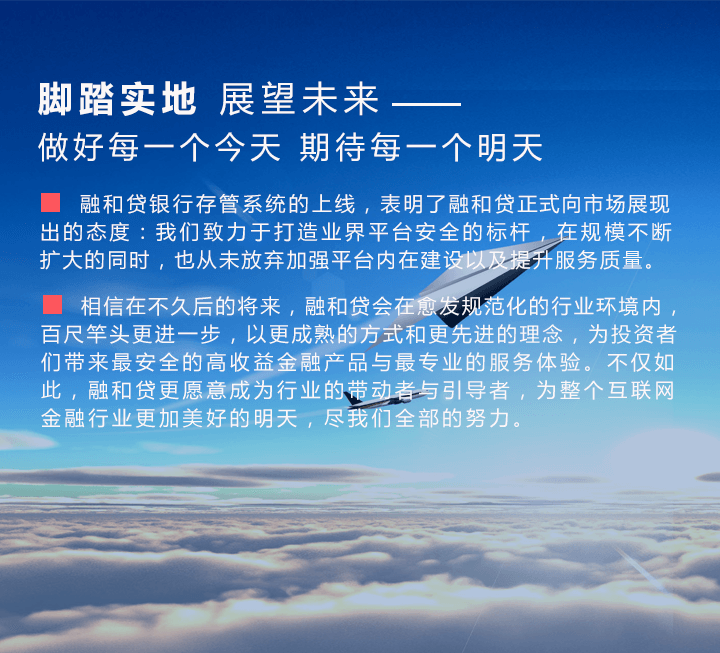 脚踏实地 展望未来 ——
做好每一个今天 期待每一个明天
融和贷银行存管系统的上线，表明了融和贷正式向市场展现
出的态度：我们致力于打造业界平台安全的标杆，在规模不断
扩大的同时，也从未放弃加强平台内在建设以及提升服务质量。
相信在不久后的将来，融和贷会在愈发规范化的行业环境内，
百尺竿头更进一步，以更成熟的方式和更先进的理念，为投资者
们带来最安全的高收益金融产品与最专业的服务体验。不仅如
此，融和贷更愿意成为行业的带动者与引导者，为整个互联网
金融行业更加美好的明天，尽我们全部的努力。